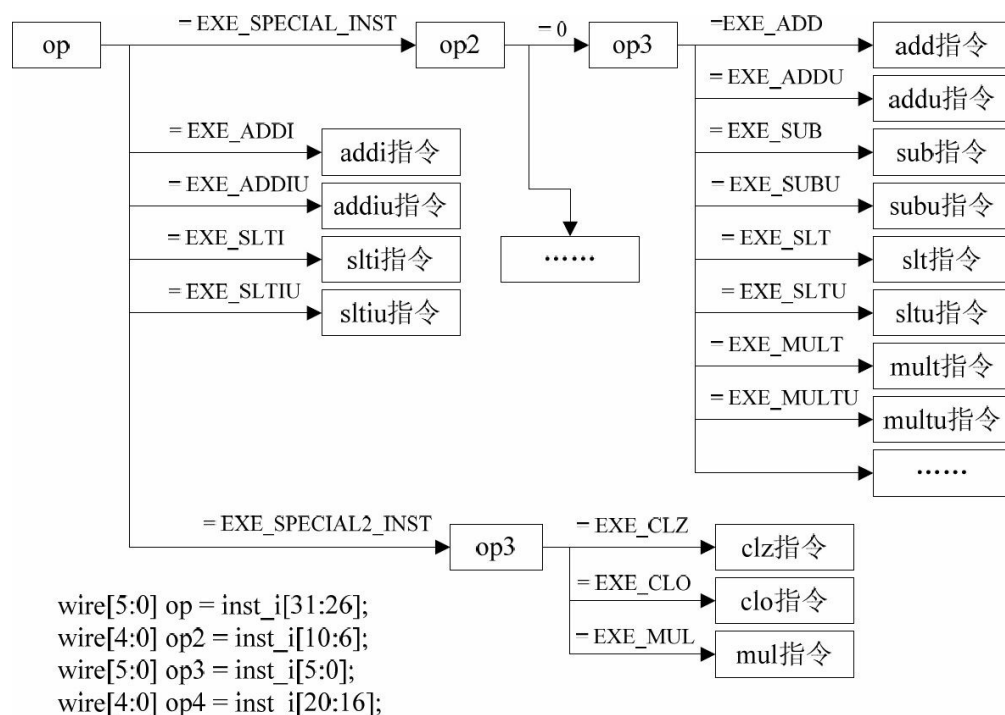 op
= EXE_SPECIAL_INST
op2
= 0
op3
=EXE_ADD
add指令
= EXE_ADDU
addu指令
= EXE_SUB
sub指令
= EXE_SUBU
subu指令
= EXE_SLT
slt指令
= EXE_SLTU
sltu指令
= EXE_MULT
mult指令
= EXE_MULTU
multu指令
……
……
= EXE_ADDI
addi指令
= EXE_ADDIU
addiu指令
= EXE_SLTI
slti指令
= EXE_SLTIU
sltiu指令
= EXE_SPECIAL2_INST
op3
= EXE_CLZ
clz指令
= EXE_CLO
clo指令
= EXE_MUL
mul指令
wire[5:0] op = inst_i[31:26];
wire[4:0] op2 = inst_i[10:6];
wire[5:0] op3 = inst_i[5:0];
wire[4:0] op4 = inst_i[20:16];